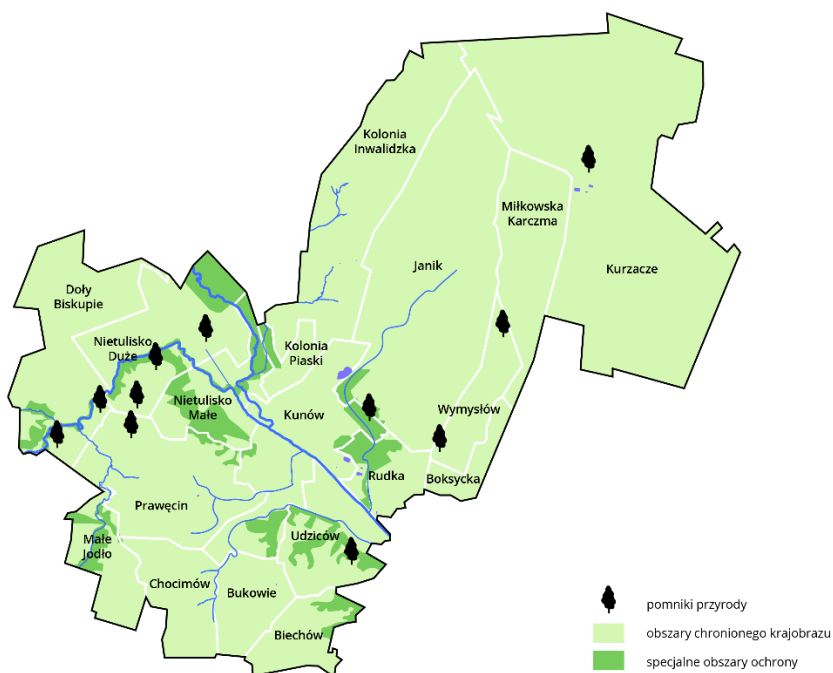 Kolonia
Inwalidzka
Miłkowska
Karczma
Janik
Kurzacze
Doły
Biskupie
Nietulisko
Duże
Kolonia
Piaski
Nietulisko
Małe
Kunów
Wymysłów
Rudka
Boksycka
Prawęcin
Małe
Jodło
Udziców
Chocimów
Bukowie
Biechów
pomniki przyrody
obszary chronionego krajobrazu
specjalne obszary ochrony